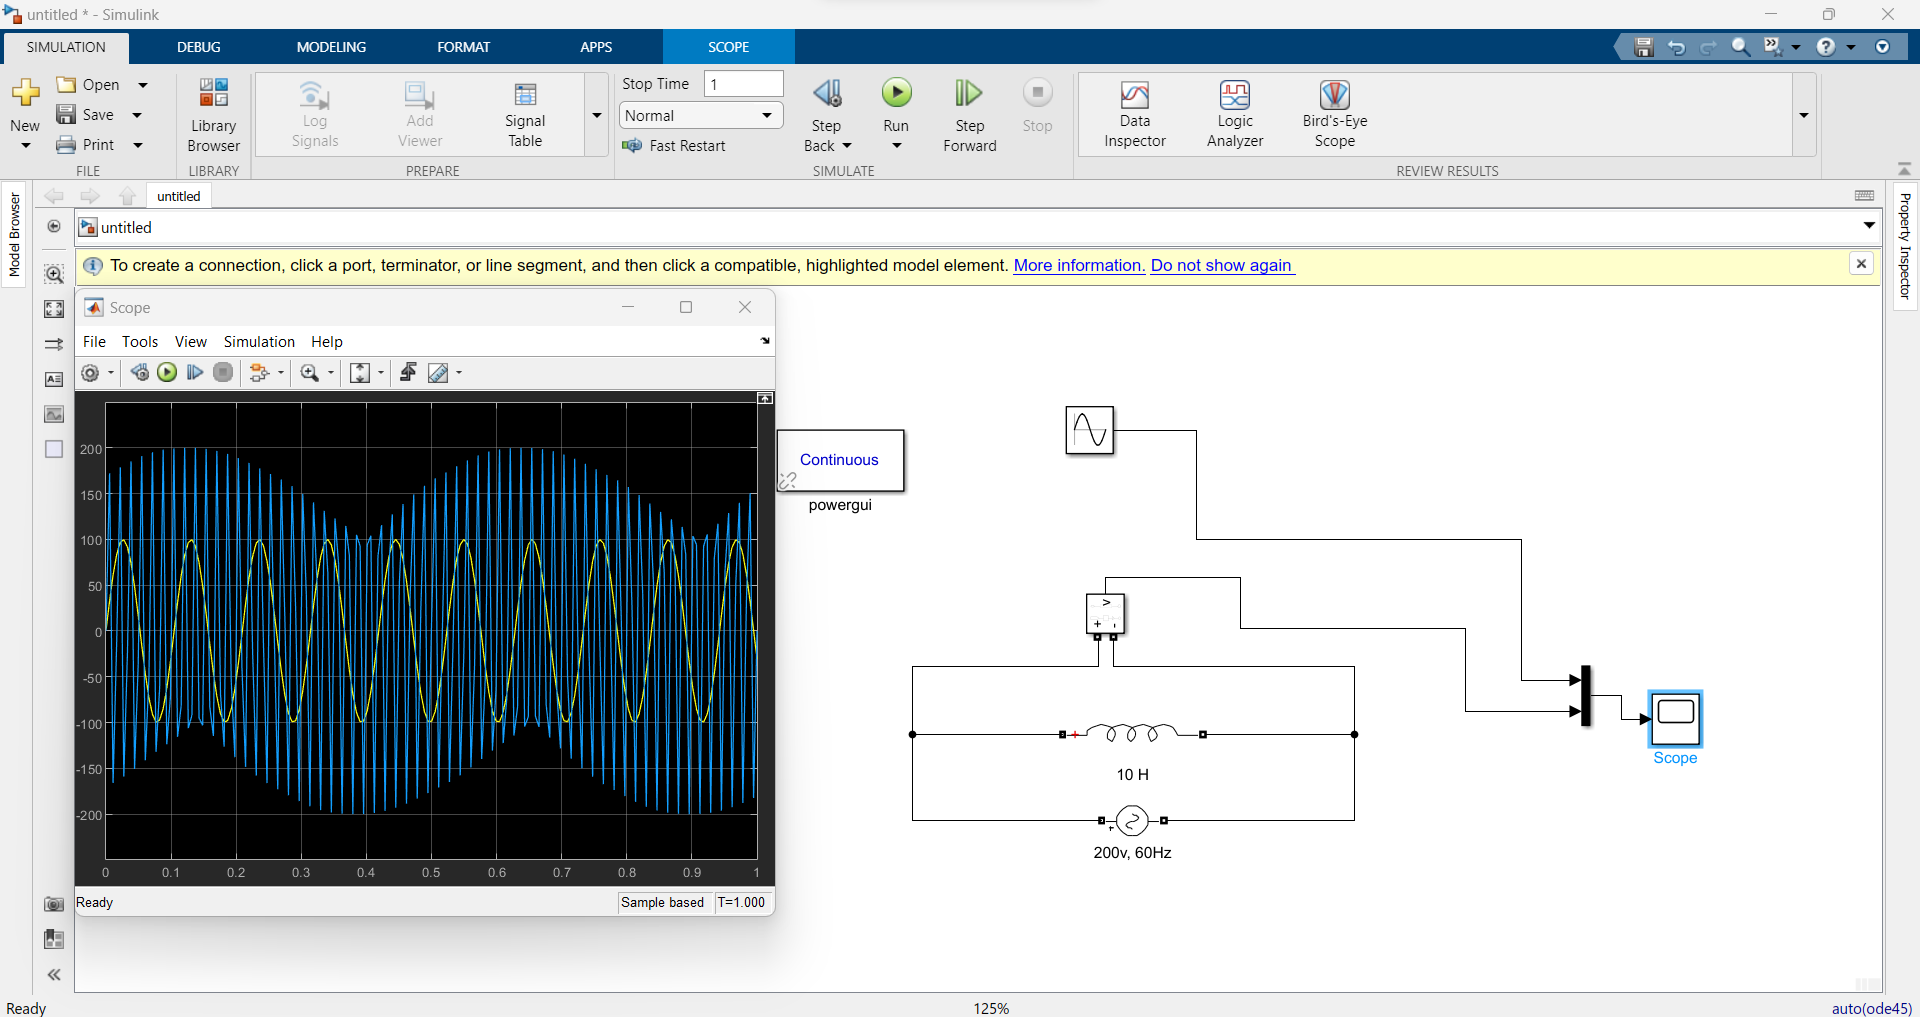 untitled * - Simulink
SIMULATION DEBUG MODELING FORMAT APPS SCOPE
New
Open
Save
Print
FILE
Library
Browser
LIBRARY
Log
Signals
Add
Viewer
Signal
Table
PREPARE
Stop Time 1
Normal
Fast Restart
Step
Back
Run
Step
Forward
Stop
SIMULATE
Data
Inspector
Logic
Analyzer
Bird's-Eye
Scope
REVIEW RESULTS
Model Browser
untitled
untitled
Property Inspector
To create a connection, click a port, terminator, or line segment, and then click a compatible, highlighted model element. More information. Do not show again
Scope
File Tools View Simulation Help
200
150
100
50
0
-50
-100
-150
-200
0 0.1 0.2 0.3 0.4 0.5 0.6 0.7 0.8 0.9 1
Ready Sample based T=1.000
Continuous
powergui
10 H
200v, 60Hz
Scope
Ready 125% auto(ode45)